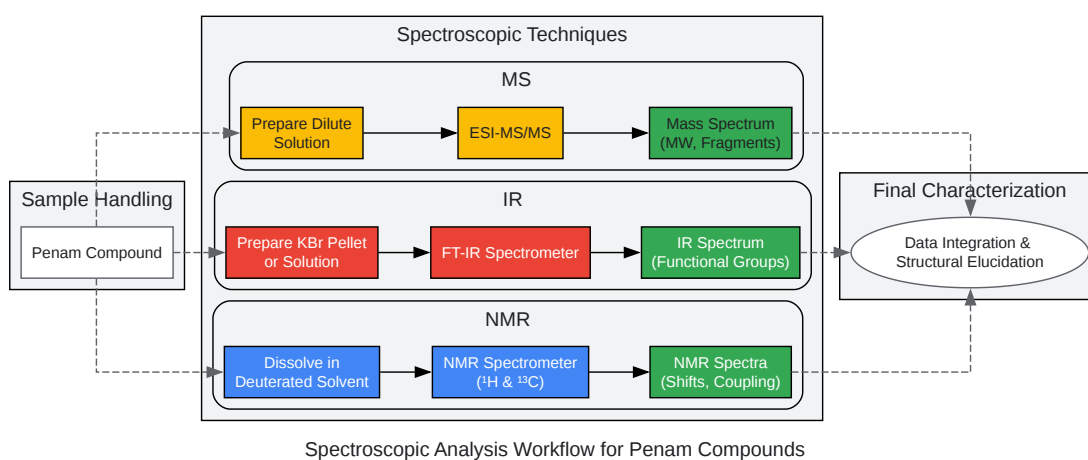 Spectroscopic Techniques
MS
Prepare Dilute
Solution
ESI-MS/MS
Mass Spectrum
(MW, Fragments)
Sample Handling
Penam Compound
IR
Prepare KBr Pellet
or Solution
FT-IR Spectrometer
IR Spectrum
(Functional Groups)
Final Characterization
Data Integration &
Structural Elucidation
NMR
Dissolve in
Deuterated Solvent
NMR Spectrometer
(¹H & ¹³C)
NMR Spectra
(Shifts, Coupling)
Spectroscopic Analysis Workflow for Penam Compounds